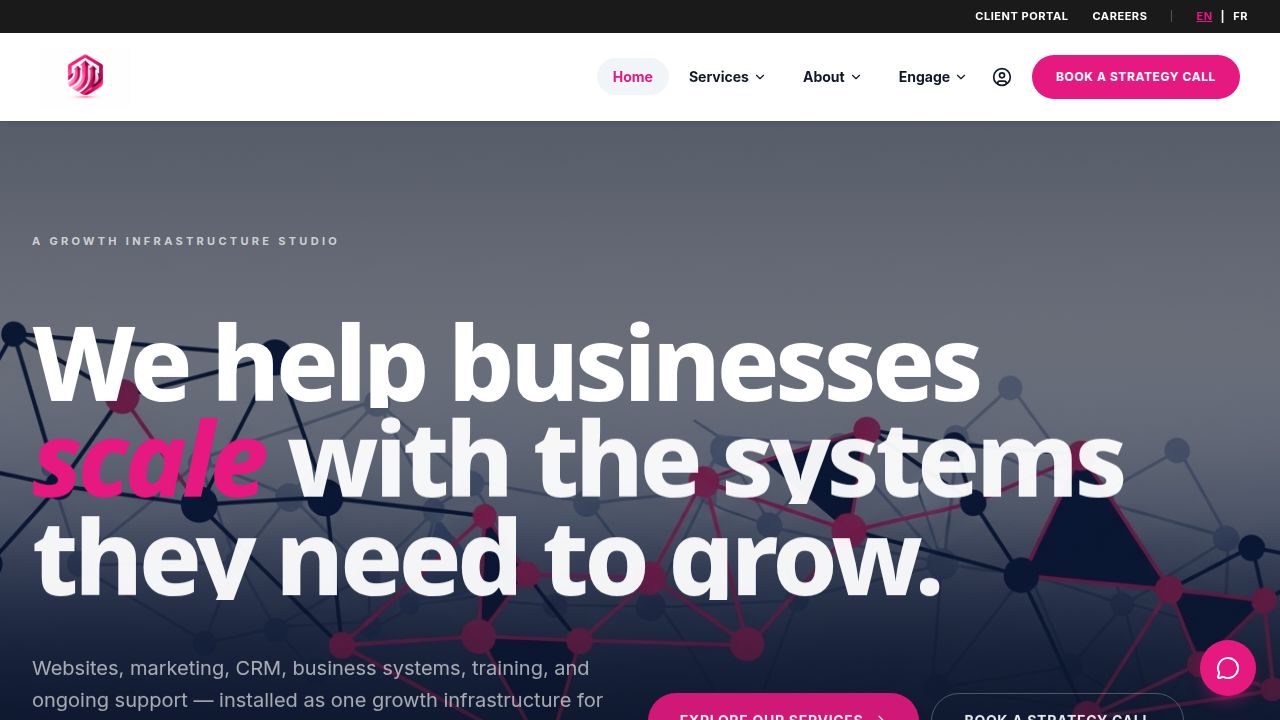 CLIENT PORTAL CAREERS EN | FR
Home Services About Engage BOOK A STRATEGY CALL
A GROWTH INFRASTRUCTURE STUDIO
We help businesses
scale with the systems
they need to grow.
Websites, marketing, CRM, business systems, training, and
ongoing support — installed as one growth infrastructure for
EXPLORE OUR SERVICES → BOOK A STRATEGY CALL